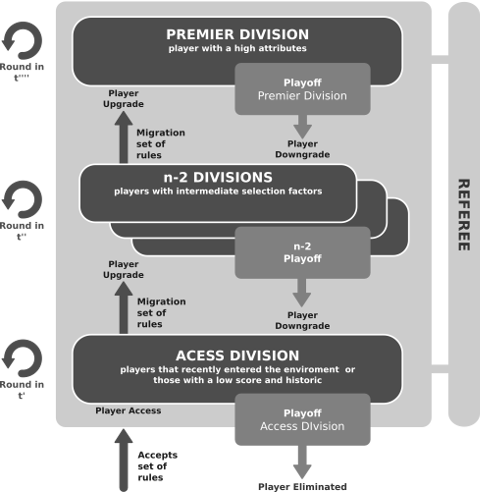 PREMIER DIVISION
player with a high attributes
Round in
t''''
Playoff
Premier Division
Player
Upgrade
Migration
set of
rules
Player
Downgrade
n-2 DIVISIONS
players with intermediate selection factors
Round in
t''
n-2
Playoff
Player
Upgrade
Migration
set of
rules
Player
Downgrade
ACESS DIVISION
players that recently entered the enviroment or
those with a low score and historic
Round in
t'
Player Access
Playoff
Access DIvision
Accepts
set of
rules
Player Eliminated
REFEREE